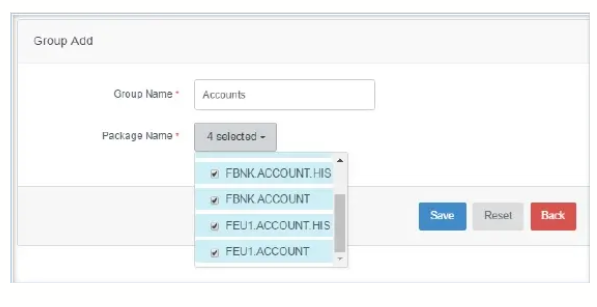 Group Add
Group Name *
Accounts
Package Name *
4 selected
FBNK.ACCOUNT.HIS
FBNK.ACCOUNT
FEU1.ACCOUNT.HIS
FEU1.ACCOUNT
Save
Reset
Back